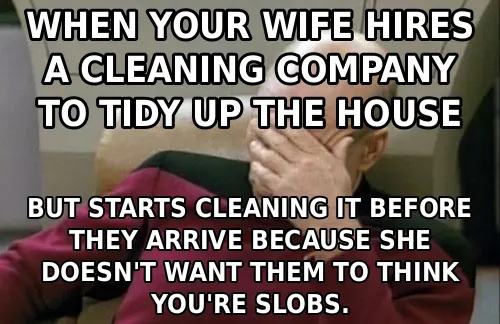 WHEN YOUR WIFE HIRES
A CLEANING COMPANY
TO TIDY UP THE HOUSE
BUT STARTS CLEANING IT BEFORE
THEY ARRIVE BECAUSE SHE
DOESN'T WANT THEM TO THINK
YOU'RE SLOBS.